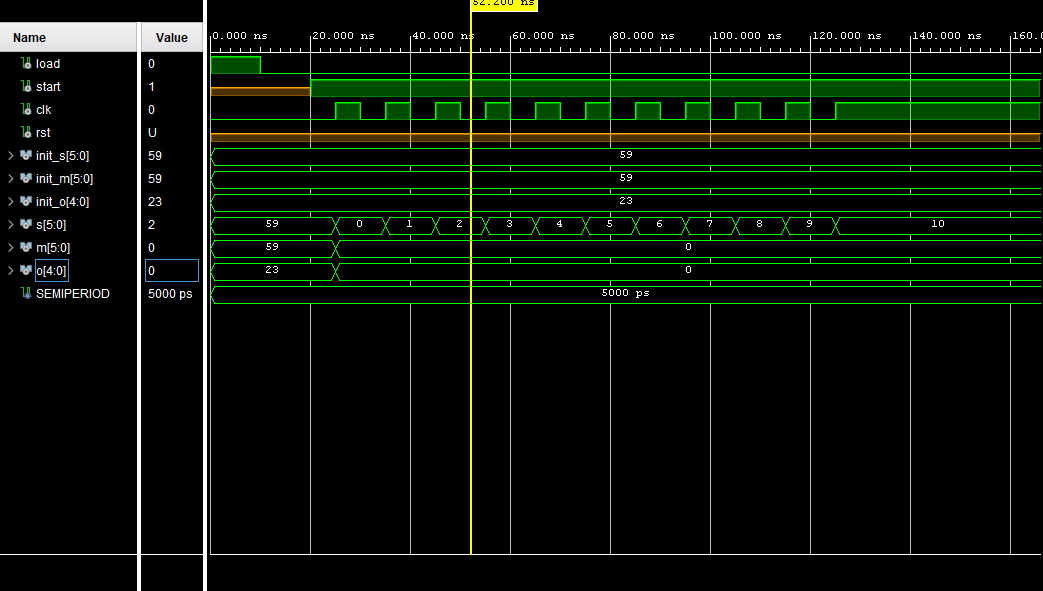 52.200 ns
Name Value
0.000 ns 20.000 ns 40.000 ns 60.000 ns 80.000 ns 100.000 ns 120.000 ns 140.000 ns 160.0
load 0
start 1
clk 0
rst U
init_s[5:0] 59 59
init_m[5:0] 59 59
init_o[4:0] 23 23
s[5:0] 2 59 0 1 2 3 4 5 6 7 8 9 10
m[5:0] 0 59 0
o[4:0] 0 23 0
SEMIPERIOD 5000 ps 5000 ps